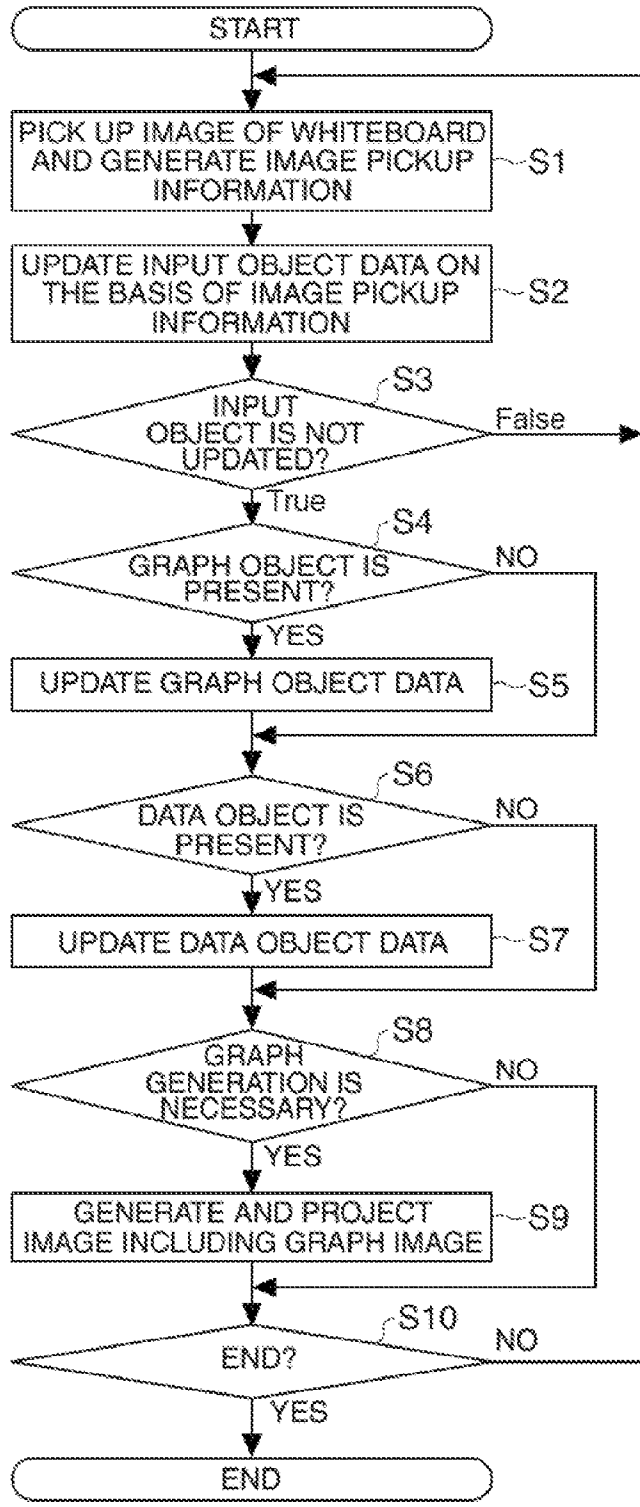 START
PICK UP IMAGE OF WHITEBOARD
AND GENERATE IMAGE PICKUP
INFORMATION
S1
UPDATE INPUT OBJECT DATA ON
THE BASIS OF IMAGE PICKUP
INFORMATION
S2
S3
INPUT
OBJECT IS NOT
UPDATED?
False
True
S4
GRAPH OBJECT IS
PRESENT?
NO
YES
UPDATE GRAPH OBJECT DATA
S5
S6
DATA OBJECT IS
PRESENT?
NO
YES
UPDATE DATA OBJECT DATA
S7
S8
GRAPH
GENERATION IS
NECESSARY?
NO
YES
GENERATE AND PROJECT
IMAGE INCLUDING GRAPH IMAGE
S9
S10
END?
NO
YES
END